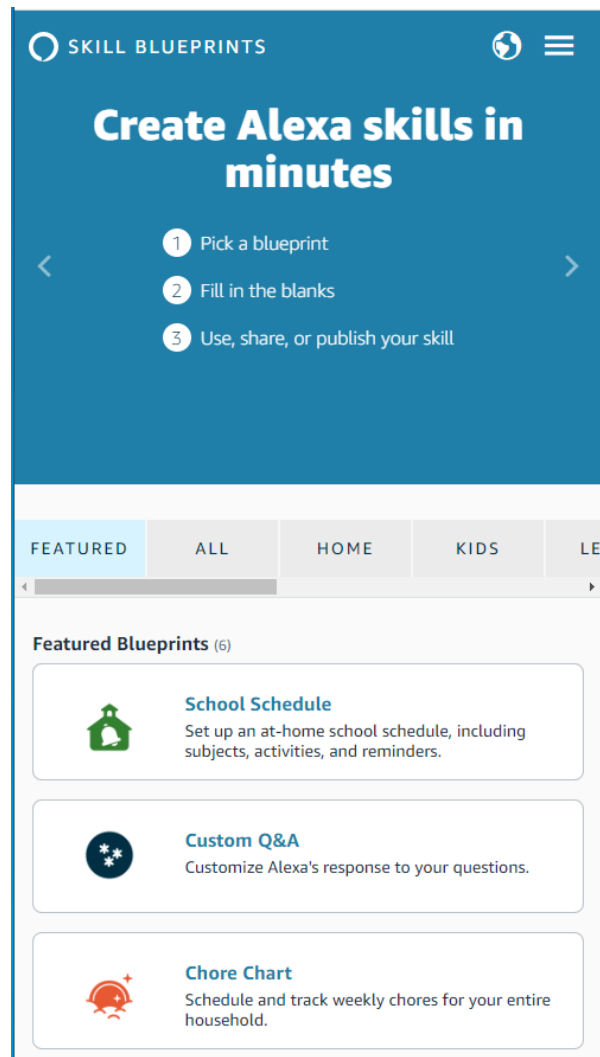 SKILL BLUEPRINTS
Create Alexa skills in
minutes
1 Pick a blueprint
2 Fill in the blanks
3 Use, share, or publish your skill
FEATURED ALL HOME KIDS LE
Featured Blueprints (6)
School Schedule
Set up an at-home school schedule, including
subjects, activities, and reminders.
Custom Q&A
Customize Alexa's response to your questions.
Chore Chart
Schedule and track weekly chores for your entire
household.